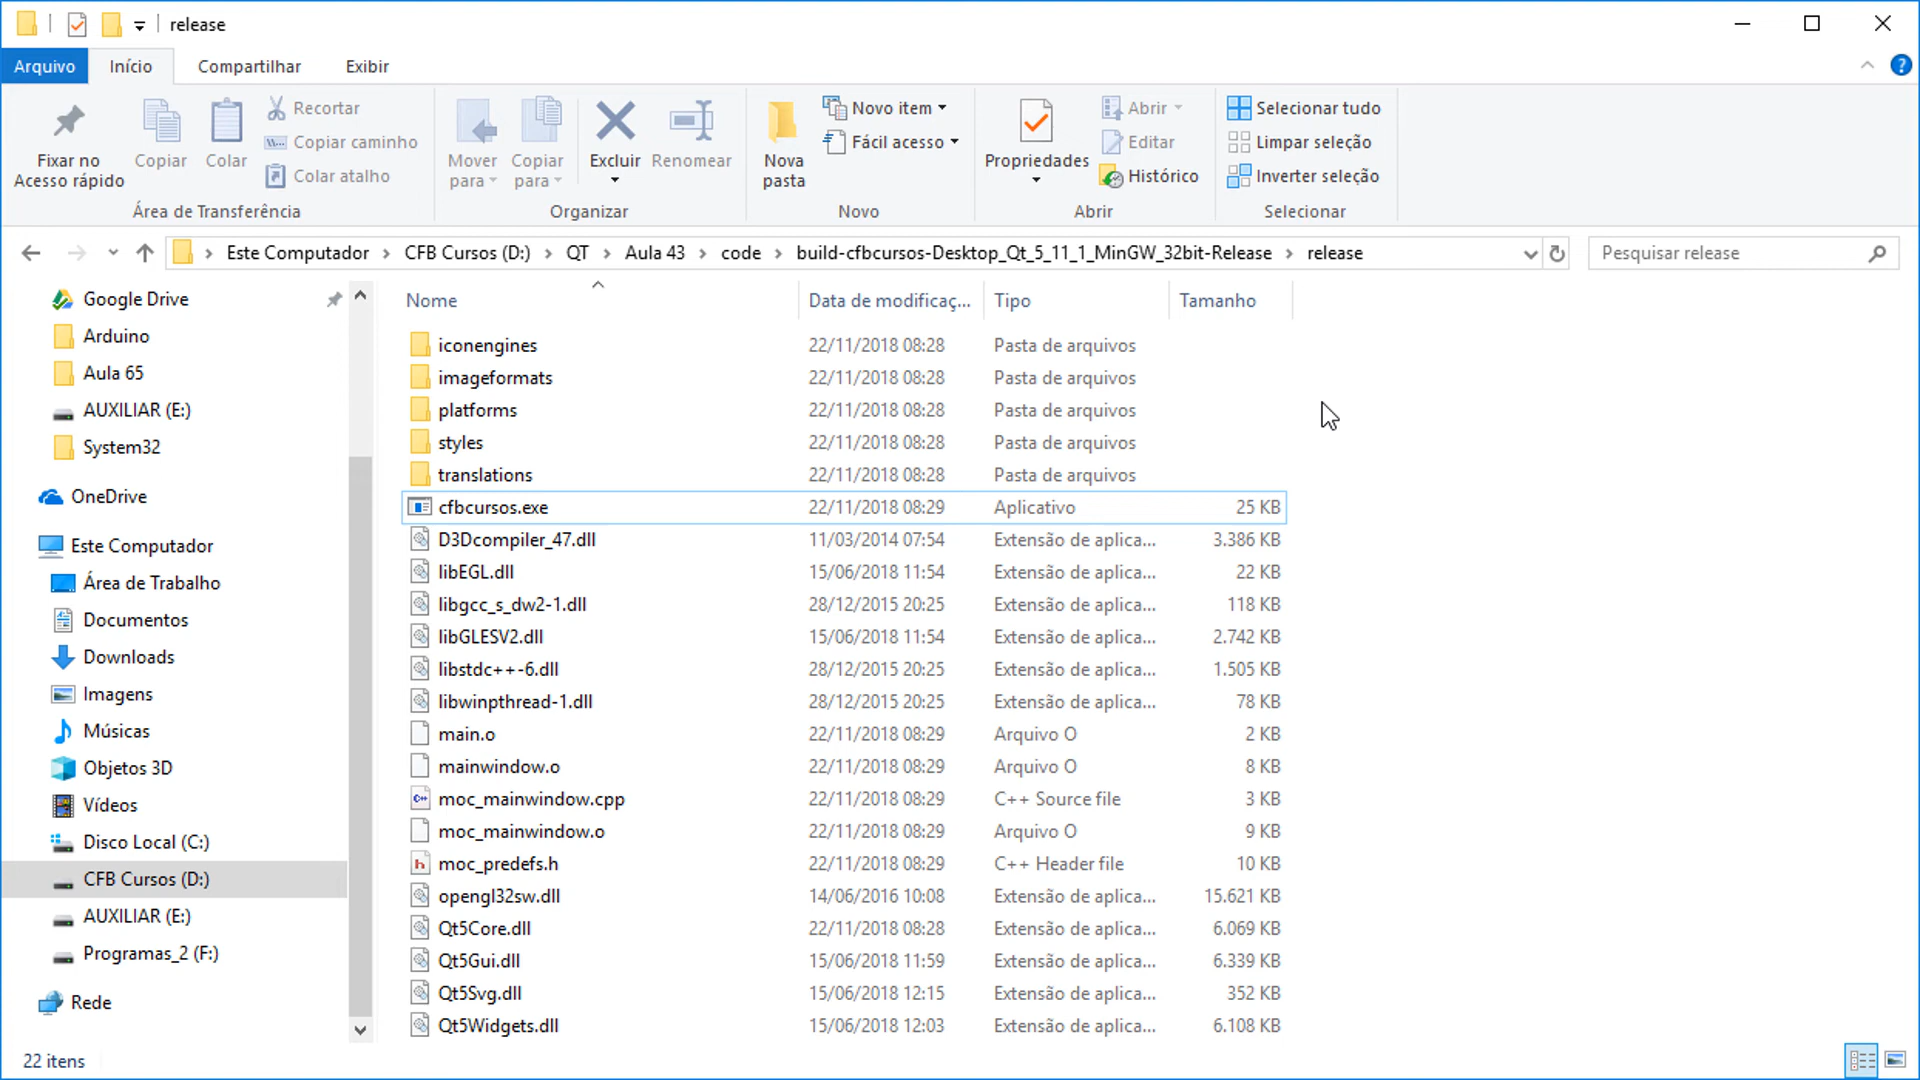 release
Arquivo Início Compartilhar Exibir
Fixar no
Acesso rápido
Copiar
Colar
Recortar
Copiar caminho
Colar atalho
Área de Transferência
Mover
para
Copiar
para
Excluir
Renomear
Organizar
Nova
pasta
Novo item
Fácil acesso
Novo
Propriedades
Abrir
Editar
Histórico
Abrir
Selecionar tudo
Limpar seleção
Inverter seleção
Selecionar
Este Computador CFB Cursos (D:) QT Aula 43 code build-cfbcursos-Desktop_Qt_5_11_1_MinGW_32bit-Release release
Pesquisar release
Google Drive
Arduino
Aula 65
AUXILIAR (E:)
System32
OneDrive
Este Computador
Área de Trabalho
Documentos
Downloads
Imagens
Músicas
Objetos 3D
Vídeos
Disco Local (C:)
CFB Cursos (D:)
AUXILIAR (E:)
Programas_2 (F:)
Rede
Nome Data de modificaç... Tipo Tamanho
iconengines 22/11/2018 08:28 Pasta de arquivos
imageformats 22/11/2018 08:28 Pasta de arquivos
platforms 22/11/2018 08:28 Pasta de arquivos
styles 22/11/2018 08:28 Pasta de arquivos
translations 22/11/2018 08:28 Pasta de arquivos
cfbcursos.exe 22/11/2018 08:29 Aplicativo 25 KB
D3Dcompiler_47.dll 11/03/2014 07:54 Extensão de aplica... 3.386 KB
libEGL.dll 15/06/2018 11:54 Extensão de aplica... 22 KB
libgcc_s_dw2-1.dll 28/12/2015 20:25 Extensão de aplica... 118 KB
libGLESV2.dll 15/06/2018 11:54 Extensão de aplica... 2.742 KB
libstdc++-6.dll 28/12/2015 20:25 Extensão de aplica... 1.505 KB
libwinpthread-1.dll 28/12/2015 20:25 Extensão de aplica... 78 KB
main.o 22/11/2018 08:29 Arquivo O 2 KB
mainwindow.o 22/11/2018 08:29 Arquivo O 8 KB
moc_mainwindow.cpp 22/11/2018 08:29 C++ Source file 3 KB
moc_mainwindow.o 22/11/2018 08:29 Arquivo O 9 KB
moc_predefs.h 22/11/2018 08:29 C++ Header file 10 KB
opengl32sw.dll 14/06/2016 10:08 Extensão de aplica... 15.621 KB
Qt5Core.dll 22/11/2018 08:28 Extensão de aplica... 6.069 KB
Qt5Gui.dll 15/06/2018 11:59 Extensão de aplica... 6.339 KB
Qt5Svg.dll 15/06/2018 12:15 Extensão de aplica... 352 KB
Qt5Widgets.dll 15/06/2018 12:03 Extensão de aplica... 6.108 KB
22 itens